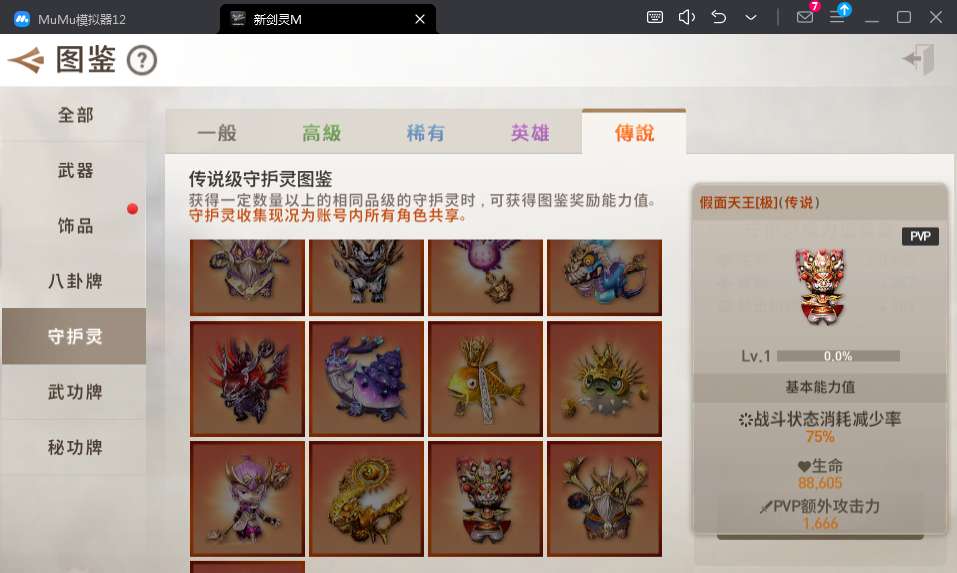 MuMu模拟器12
新剑灵M
7
图鉴 ?
全部
武器
饰品
八卦牌
守护灵
武功牌
秘功牌
一般
高級
稀有
英雄
傳說
传说级守护灵图鉴
获得一定数量以上的相同品级的守护灵时，可获得图鉴奖励能力值。
守护灵收集现况为账号内所有角色共享。
假面天王[极](传说)
PVP
Lv.1 0.0%
基本能力值
战斗状态消耗减少率
75%
生命
88,605
PVP额外攻击力
1,666